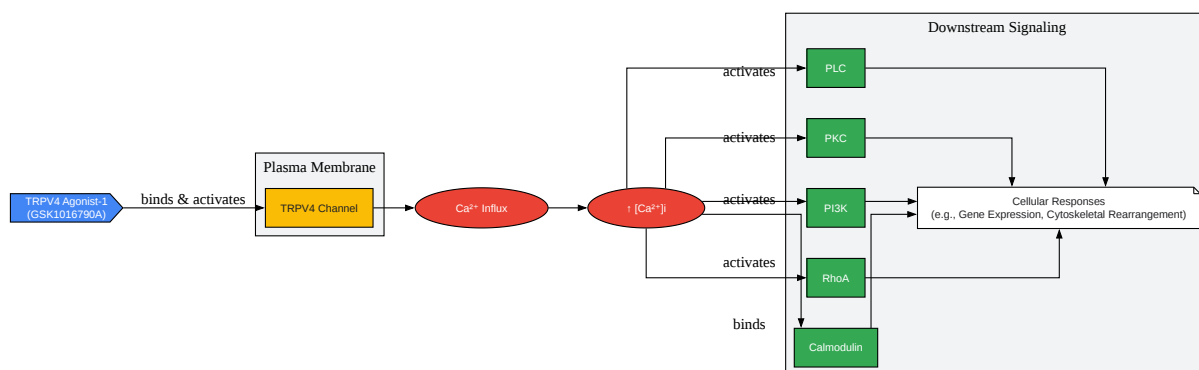 Downstream Signaling
activates
PLC
activates
PKC
Plasma Membrane
TRPV4 Agonist-1
(GSK1016790A)
binds & activates
TRPV4 Channel
Ca²⁺ Influx
↑ [Ca²⁺]i
activates
PI3K
Cellular Responses
(e.g., Gene Expression, Cytoskeletal Rearrangement)
activates
RhoA
binds
Calmodulin